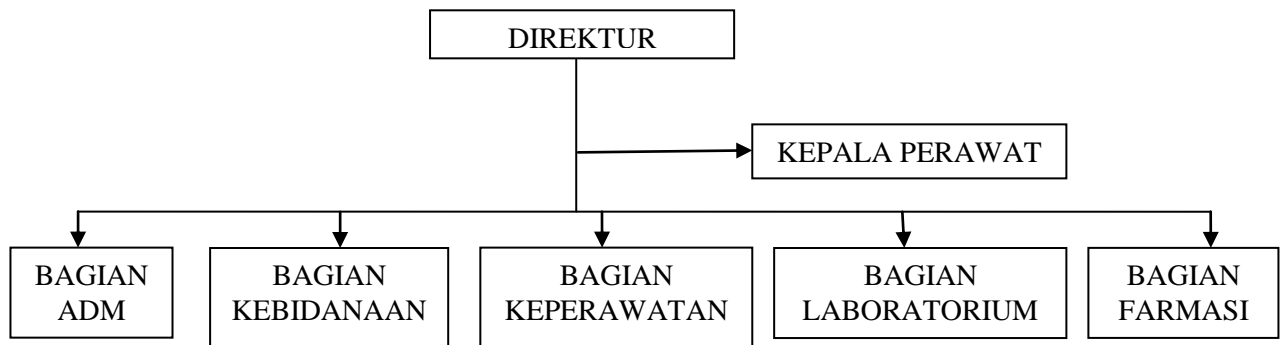 DIREKTUR
KEPALA PERAWAT
BAGIAN
ADM
BAGIAN
KEBIDANAAN
BAGIAN
KEPERAWATAN
BAGIAN
LABORATORIUM
BAGIAN
FARMASI